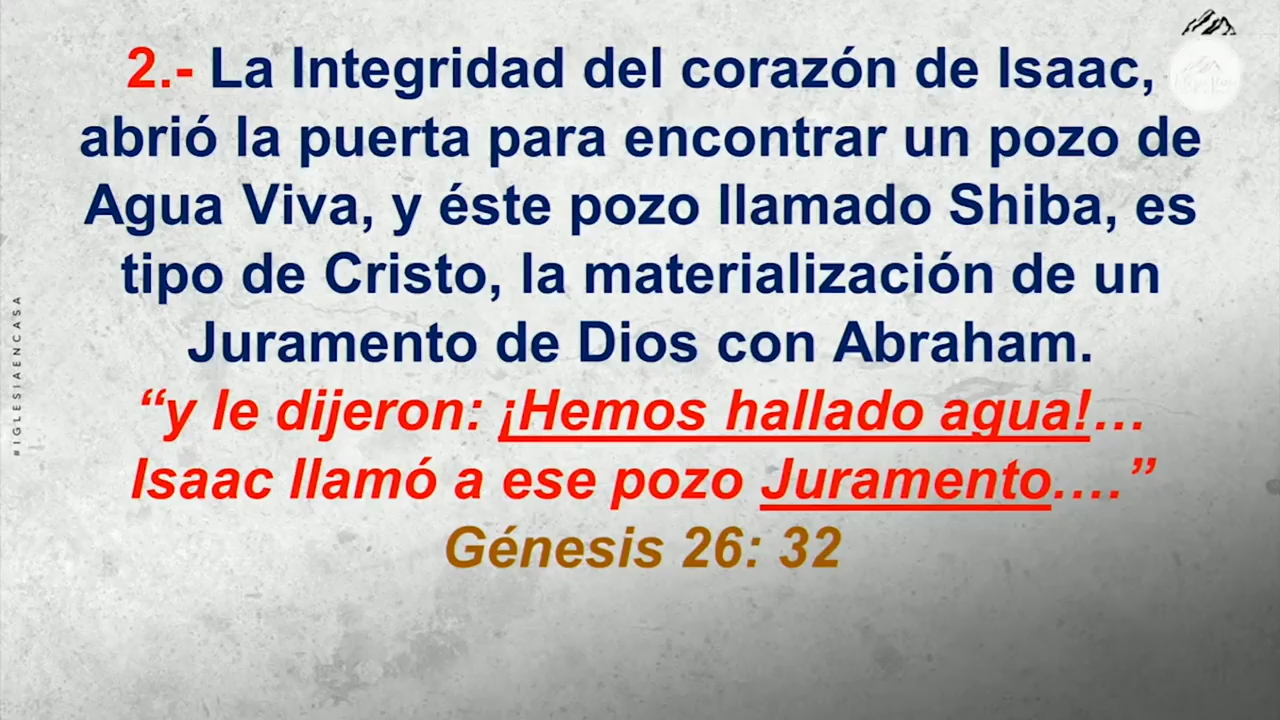 2.- La Integridad del corazón de Isaac,
abrió la puerta para encontrar un pozo de
Agua Viva, y éste pozo llamado Shiba, es
tipo de Cristo, la materialización de un
Juramento de Dios con Abraham.
“y le dijeron: ¡Hemos hallado agua!...
Isaac llamó a ese pozo Juramento....”
Génesis 26: 32
#IGLESIAENCASA